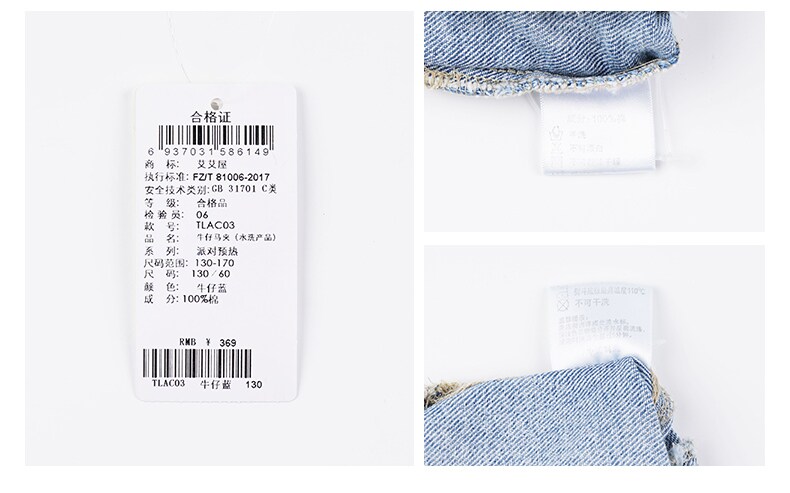 合格证
6 937031 586149
商 标: 艾艾屋
执行标准: FZ/T 81006-2017
安全技术类别: GB 31701 C类
等 级: 合格品
检 验 员: 06
款 号: TLAC03
品 名: 牛仔马夹 (水洗产品)
系 列: 派对预热
尺码范围: 130-170
尺 码: 130/60
颜 色: 牛仔蓝
成 分: 100%棉
RMB ¥ 369
TLAC03 牛仔蓝 130
成分:100%棉
不可干洗